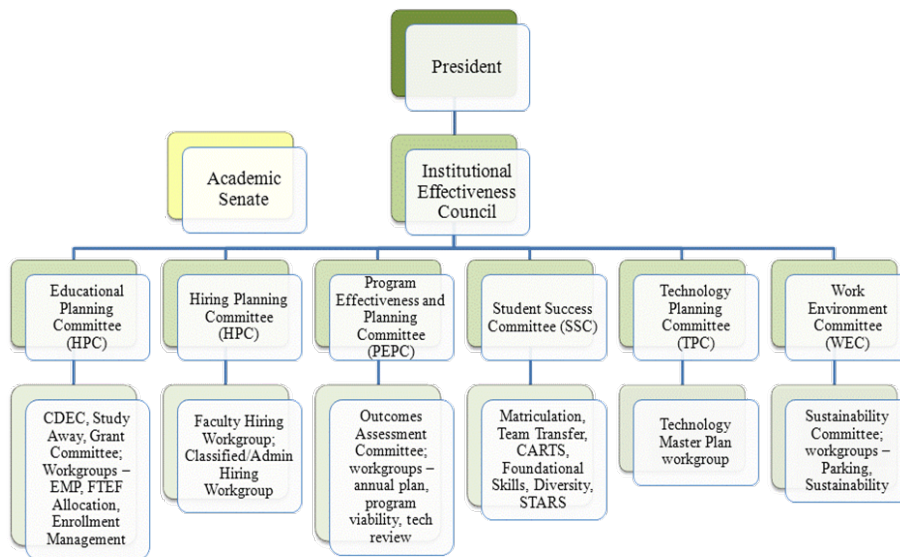 President
Academic
Senate
Institutional
Effectiveness
Council
Educational
Planning
Committee
(HPC)
Hiring Planning
Committee
(HPC)
Program
Effectiveness and
Planning
Committee
(PEPC)
Student Success
Committee (SSC)
Technology
Planning
Committee
(TPC)
Work
Environment
Committee
(WEC)
CDEC, Study
Away, Grant
Committee;
Workgroups –
EMP, FTEF
Allocation,
Enrollment
Management
Faculty Hiring
Workgroup;
Classified/Admin
Hiring
Workgroup
Outcomes
Assessment
Committee;
workgroups –
annual plan,
program
viability, tech
review
Matriculation,
Team Transfer,
CARTS,
Foundational
Skills, Diversity,
STARS
Technology
Master Plan
workgroup
Sustainability
Committee;
workgroups –
Parking,
Sustainability